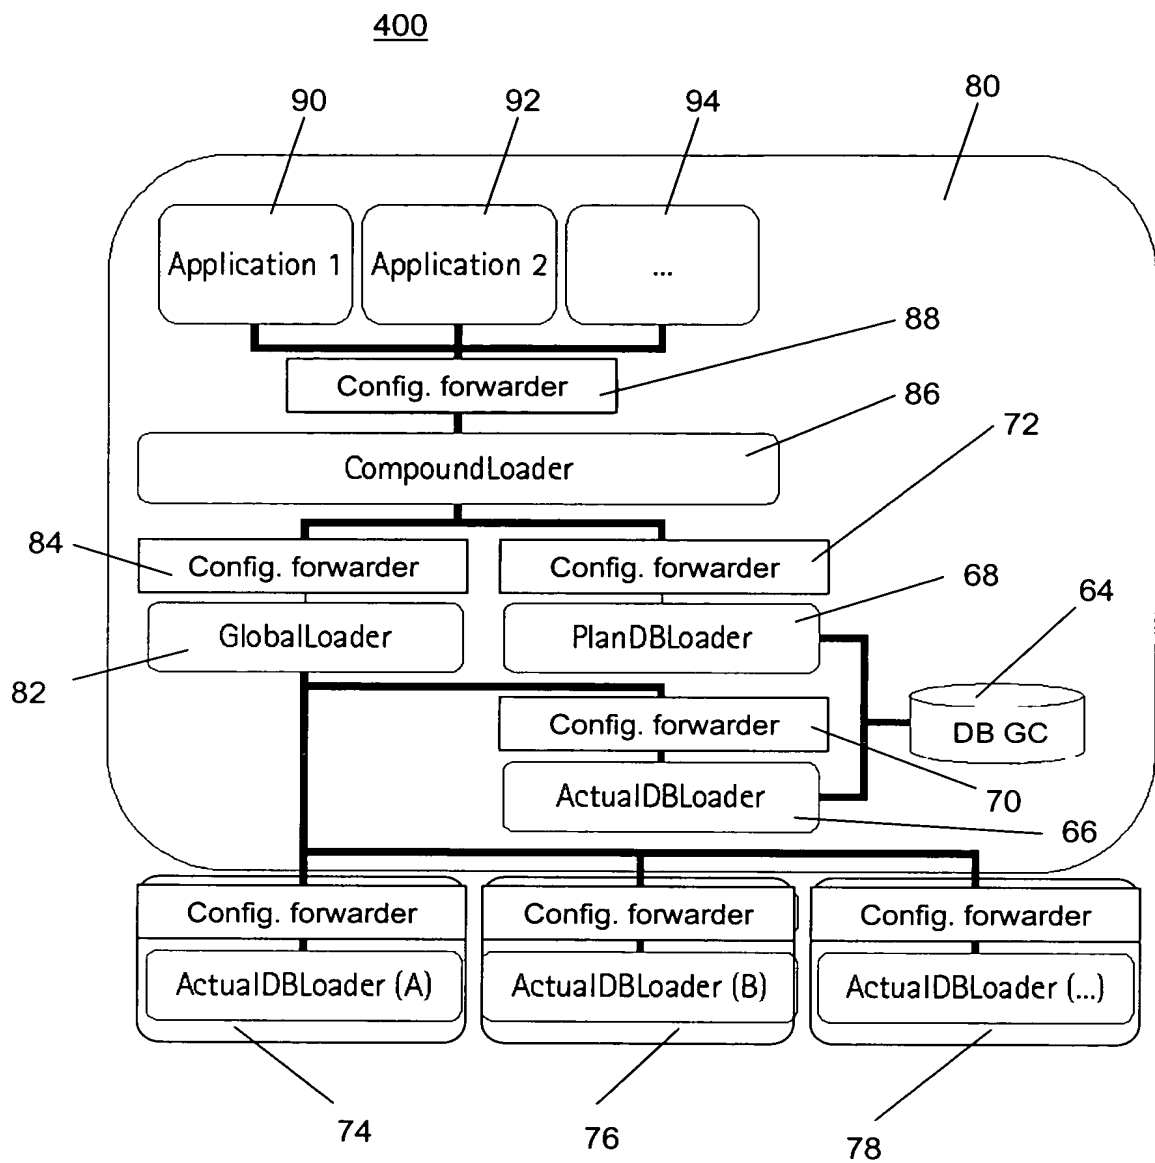 400
90
92
94
80
Application 1
Application 2
...
88
Config. forwarder
86
72
CompoundLoader
84
Config. forwarder
Config. forwarder
68
64
GlobalLoader
PlanDBLoader
82
Config. forwarder
DB GC
ActualDBLoader
70
66
Config. forwarder
Config. forwarder
Config. forwarder
ActualDBLoader (A)
ActualDBLoader (B)
ActualDBLoader (...)
74
76
78